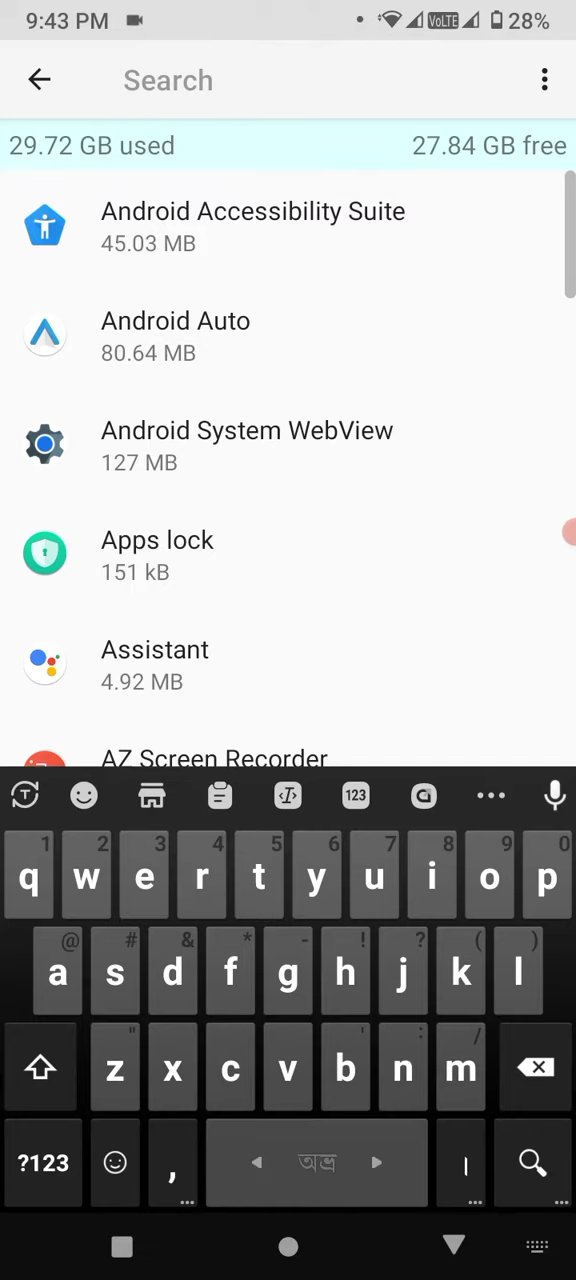 9:43 PM VoLTE 28%
Search
29.72 GB used 27.84 GB free
Android Accessibility Suite
45.03 MB
Android Auto
80.64 MB
Android System WebView
127 MB
Apps lock
151 kB
Assistant
4.92 MB
AZ Screen Recorder
T 123
1 2 3 4 5 6 7 8 9 0
q w e r t y u i o p
@ # & * - ! ? ( )
a s d f g h j k l
" ' : /
z x c v b n m
?123 , অভ্র ।